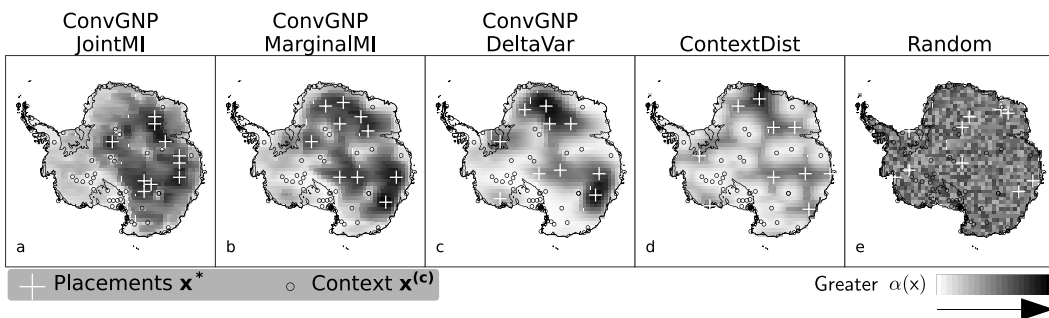 ConvGNP
JointMI
ConvGNP
MarginalMI
ConvGNP
DeltaVar
ContextDist
Random
a
b
c
d
e
Placements x*
Context x(c)
Greater α(x)